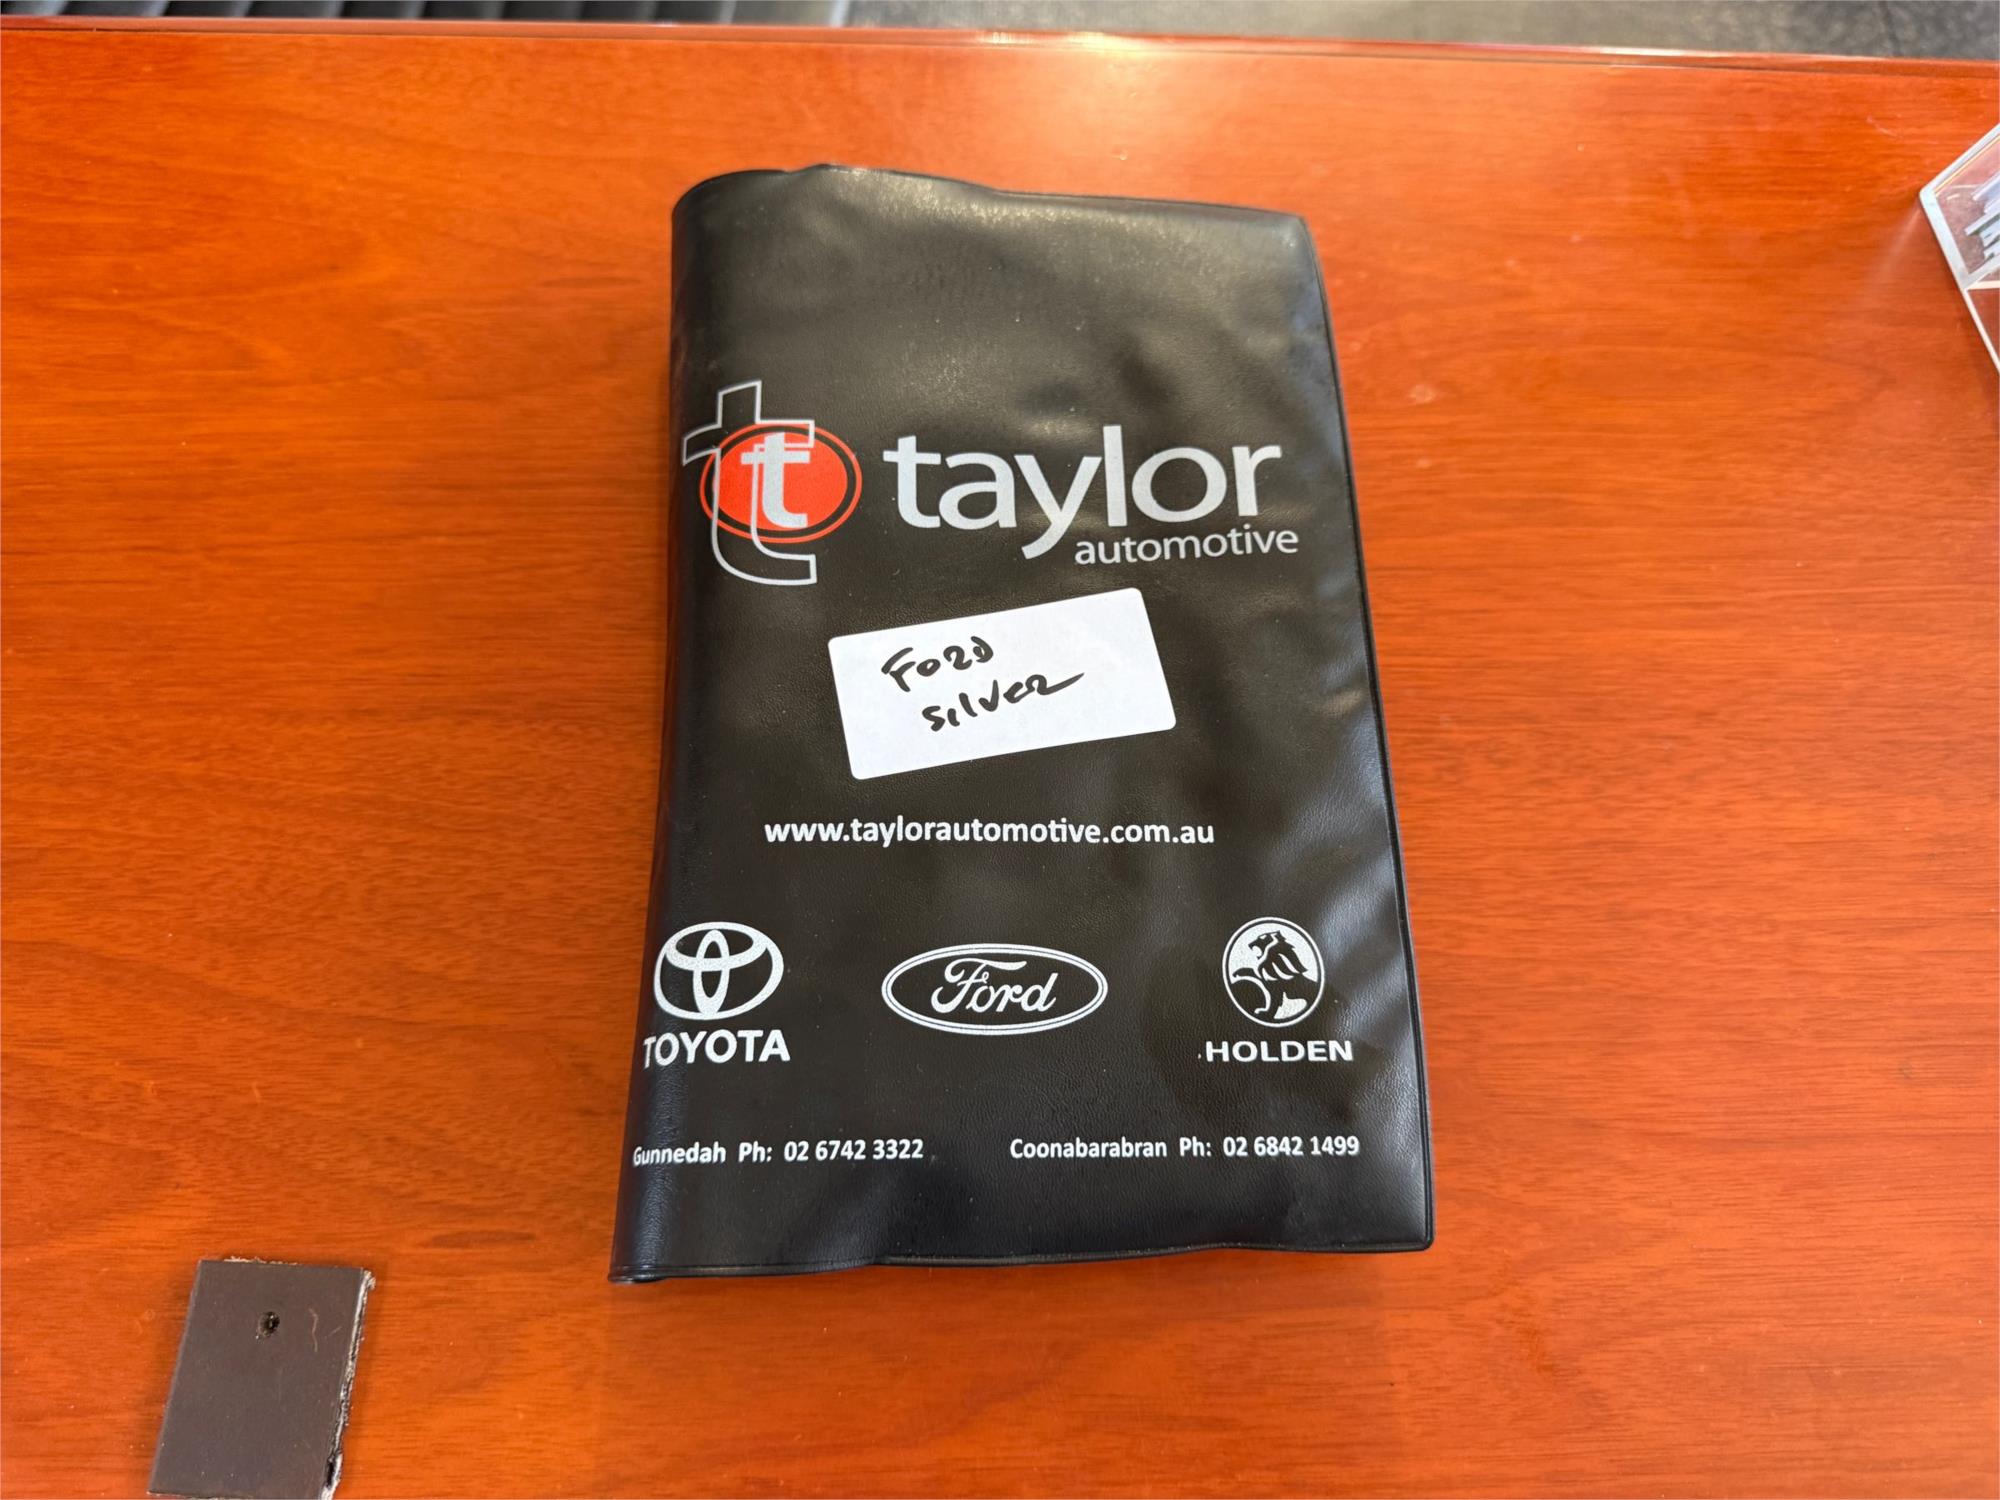 t taylor
automotive
Ford
silver
www.taylorautomotive.com.au
TOYOTA
Ford
HOLDEN
Gunnedah Ph: 02 6742 3322
Coonabarabran Ph: 02 6842 1499